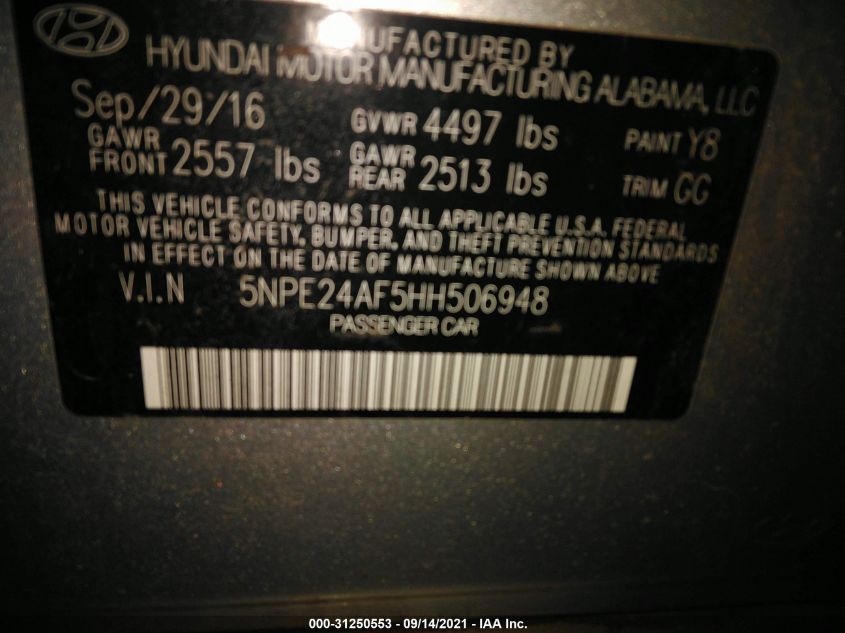 MANUFACTURED BY
HYUNDAI MOTOR MANUFACTURING ALABAMA, LLC
Sep/29/16 GVWR 4497 lbs PAINT Y8
GAWR FRONT 2557 lbs GAWR REAR 2513 lbs TRIM GG
THIS VEHICLE CONFORMS TO ALL APPLICABLE U.S.A. FEDERAL
MOTOR VEHICLE SAFETY, BUMPER, AND THEFT PREVENTION STANDARDS
IN EFFECT ON THE DATE OF MANUFACTURE SHOWN ABOVE
V.I.N 5NPE24AF5HH506948
PASSENGER CAR
000-31250553 - 09/14/2021 - IAA Inc.